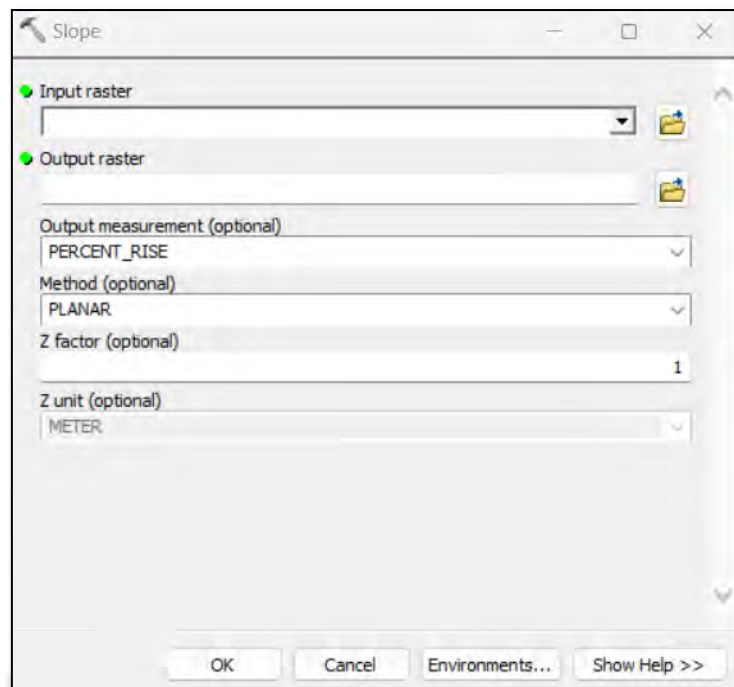 Slope
Input raster
Output raster
Output measurement (optional)
PERCENT_RISE
Method (optional)
PLANAR
Z factor (optional)
1
Z unit (optional)
METER
OK Cancel Environments... Show Help >>